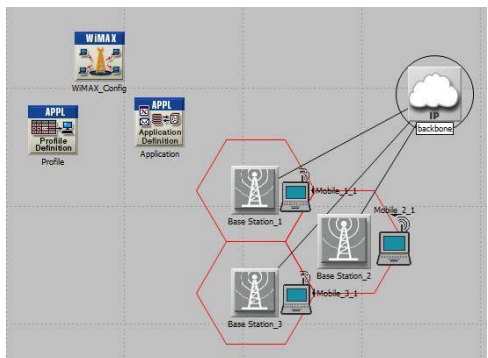 WiMAX
WiMAX_Config
APPL
Profile
Definition
Profile
APPL
Application
Definition
Application
IP
backbone
Mobile_1_1
Base Station_1
Mobile_2_1
Base Station_2
Mobile_3_1
Base Station_3